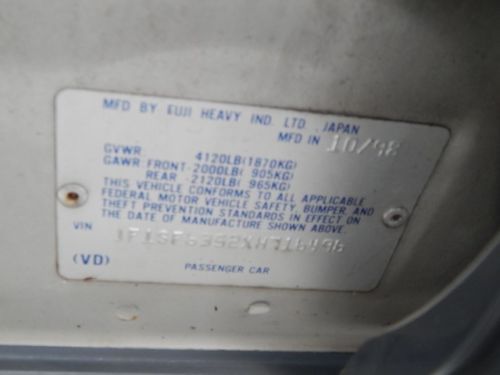 MFD BY FUJI HEAVY IND. LTD. JAPAN
MFD IN 10/98
GVWR 4120LB(1870KG)
GAWR FRONT-2000LB( 905KG)
REAR -2120LB( 965KG)
THIS VEHICLE CONFORMS TO ALL APPLICABLE
FEDERAL MOTOR VEHICLE SAFETY, BUMPER, AND
THEFT PREVENTION STANDARDS IN EFFECT ON
THE DATE OF MANUFACTURE SHOWN ABOVE.
VIN
(VD)
PASSENGER CAR